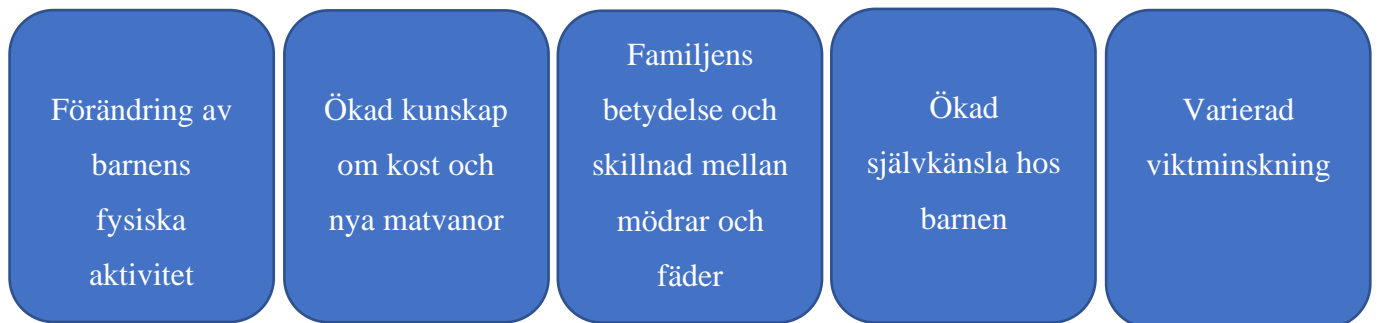 Förändring av
barnens
fysiska
aktivitet
Ökad kunskap
om kost och
nya matvanor
Familjens
betydelse och
skillnad mellan
mödrar och
fäder
Ökad
självkänsla hos
barnen
Varierad
viktminskning